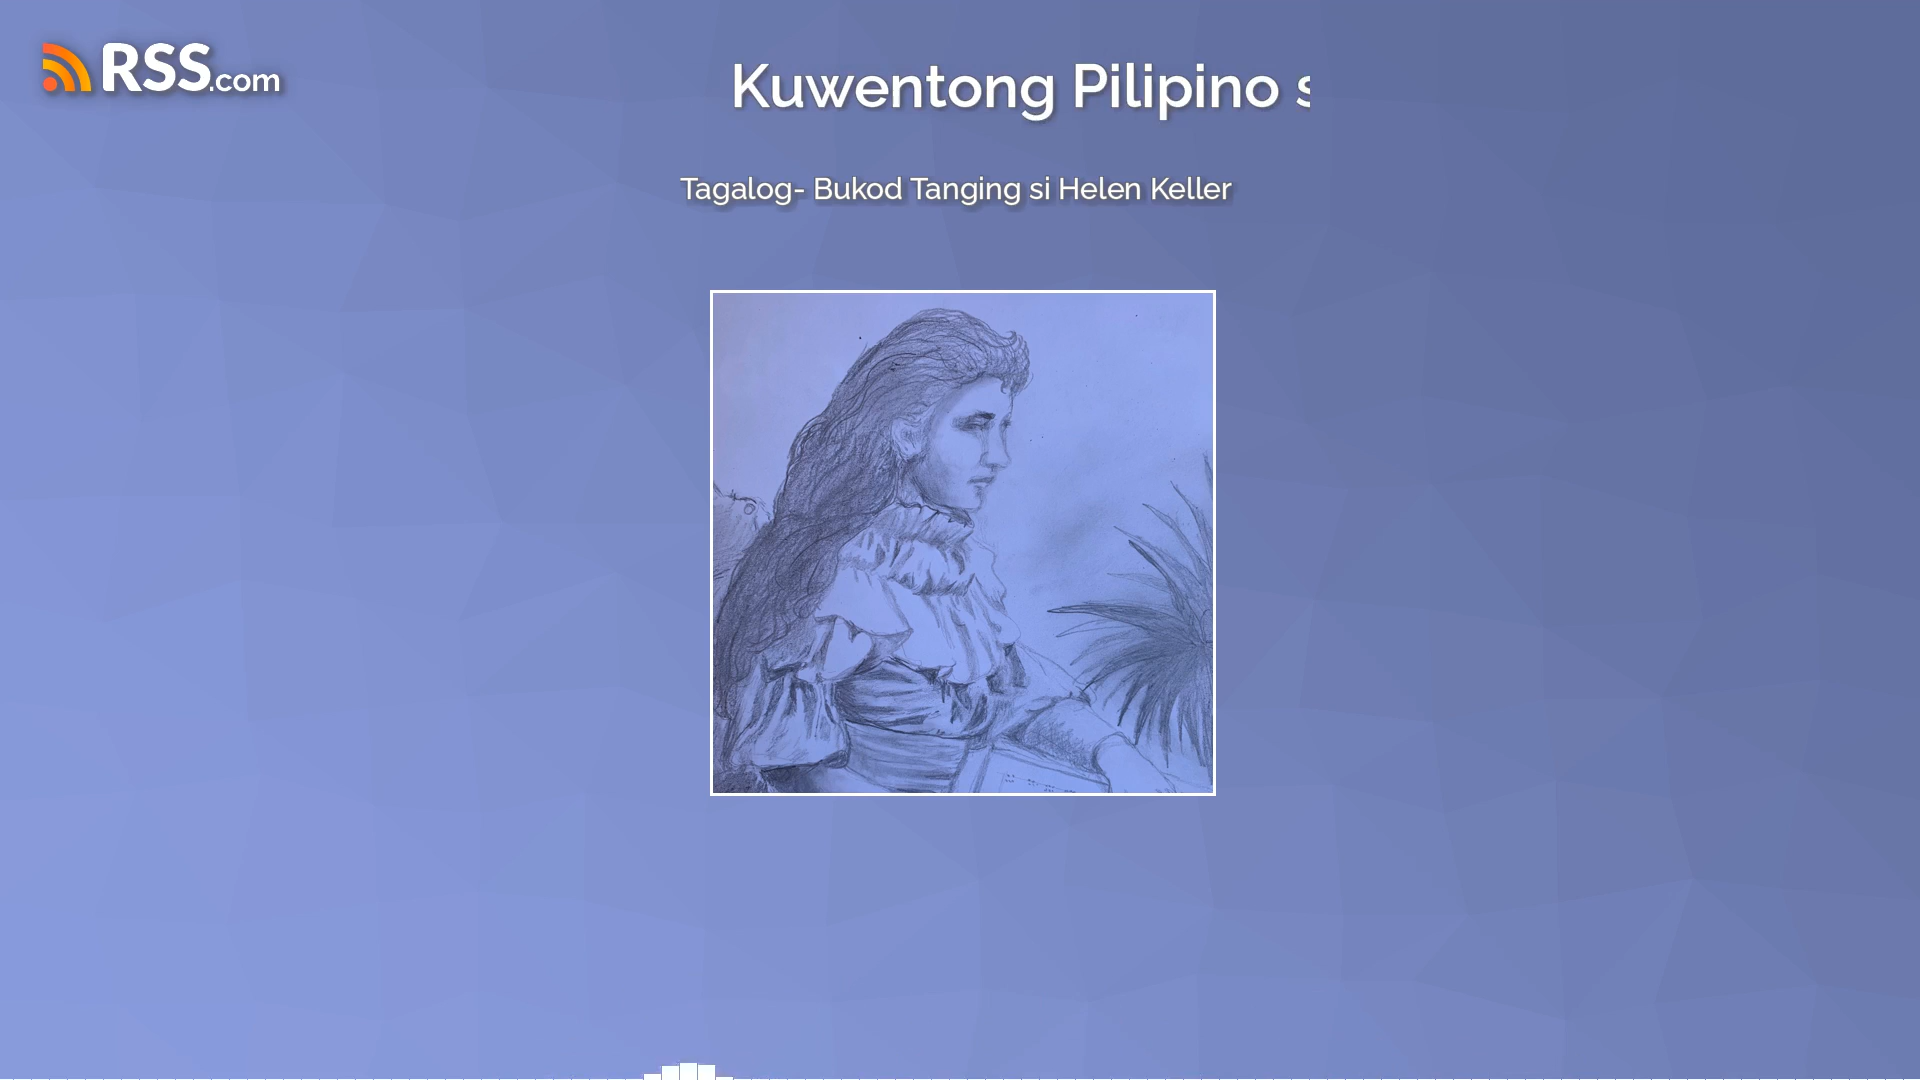 RSS.com
Kuwentong Pilipino s
Tagalog- Bukod Tanging si Helen Keller